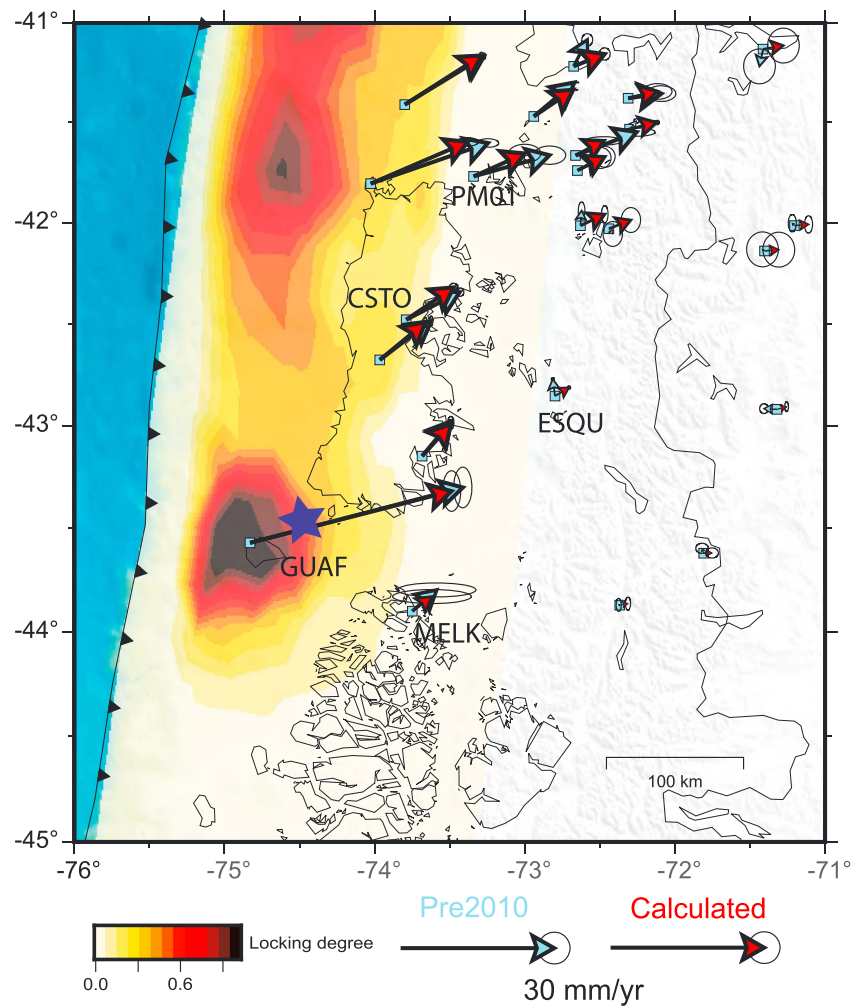 -41°
-42°
-43°
-44°
-45°
PMO1
CSTO
ESQU
GUAF
MELK
100 km
-76° -75° -74° -73° -72° -71°
Pre2010 Calculated
Locking degree
0.0 0.6
30 mm/yr